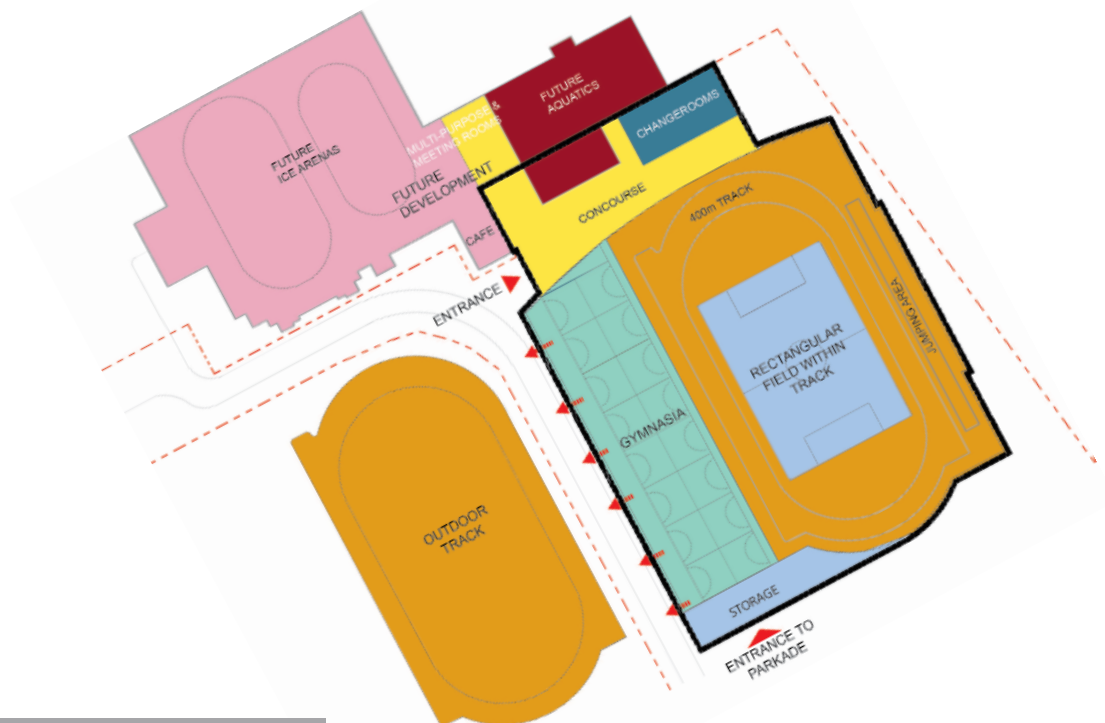 FUTURE
AQUATICS
CHANGEROOMS
MULTI-PURPOSE &
MEETING ROOMS
FUTURE
ICE ARENAS
FUTURE
DEVELOPMENT
CONCOURSE
400m TRACK
CAFE
ENTRANCE
JUMPING AREA
RECTANGULAR
FIELD WITHIN
TRACK
GYMNASIA
OUTDOOR
TRACK
STORAGE
ENTRANCE TO
PARKADE